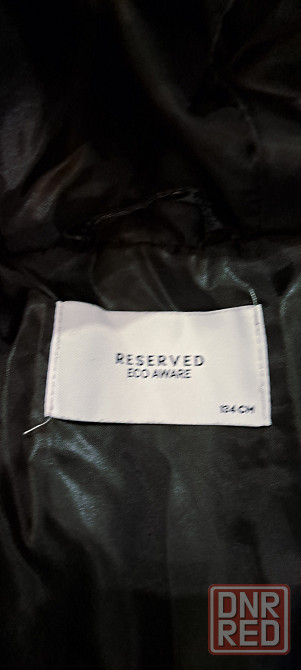 RESERVED
ECO AWARE
134 CM
DNR
RED